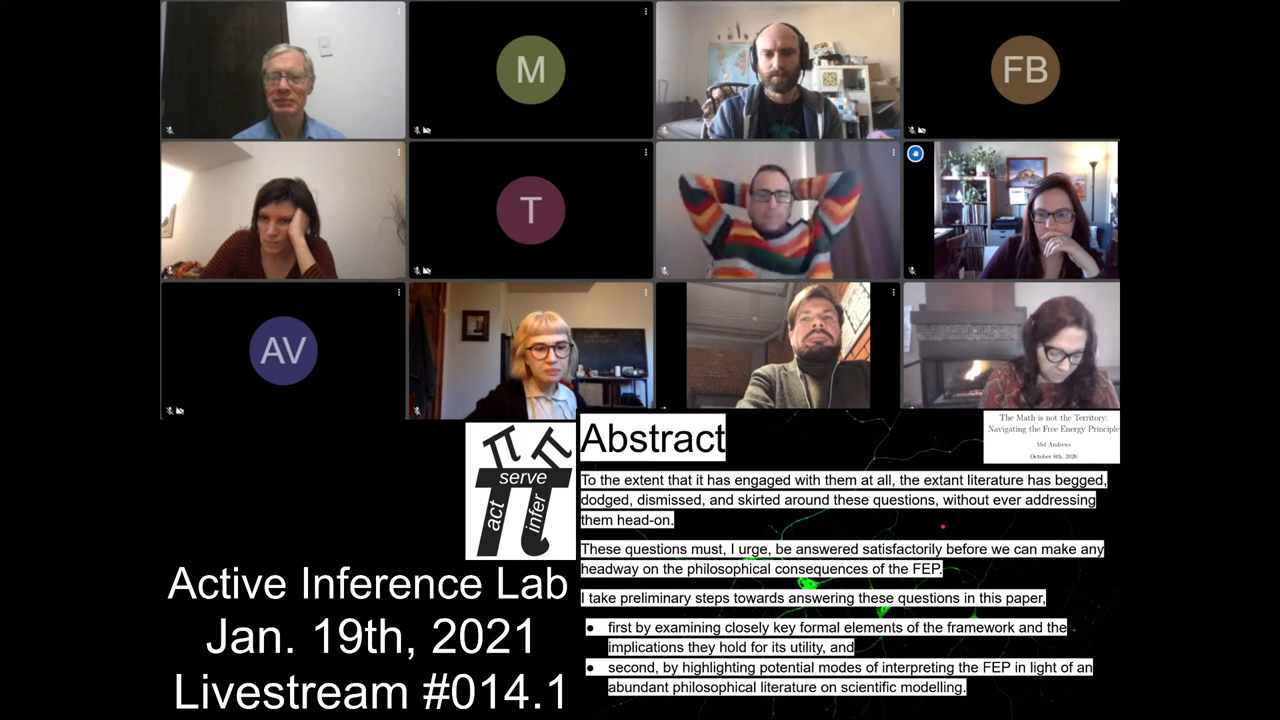 M
FB
T
AV
The Math is not the Territory:
Navigating the Free Energy Principle
Mel Andrews
October 8th, 2020
π π
serve
act
infer
Abstract
To the extent that it has engaged with them at all, the extant literature has begged,
dodged, dismissed, and skirted around these questions, without ever addressing
them head-on.
These questions must, I urge, be answered satisfactorily before we can make any
headway on the philosophical consequences of the FEP.
I take preliminary steps towards answering these questions in this paper,
● first by examining closely key formal elements of the framework and the
implications they hold for its utility, and
● second, by highlighting potential modes of interpreting the FEP in light of an
abundant philosophical literature on scientific modelling.
Active Inference Lab
Jan. 19th, 2021
Livestream #014.1